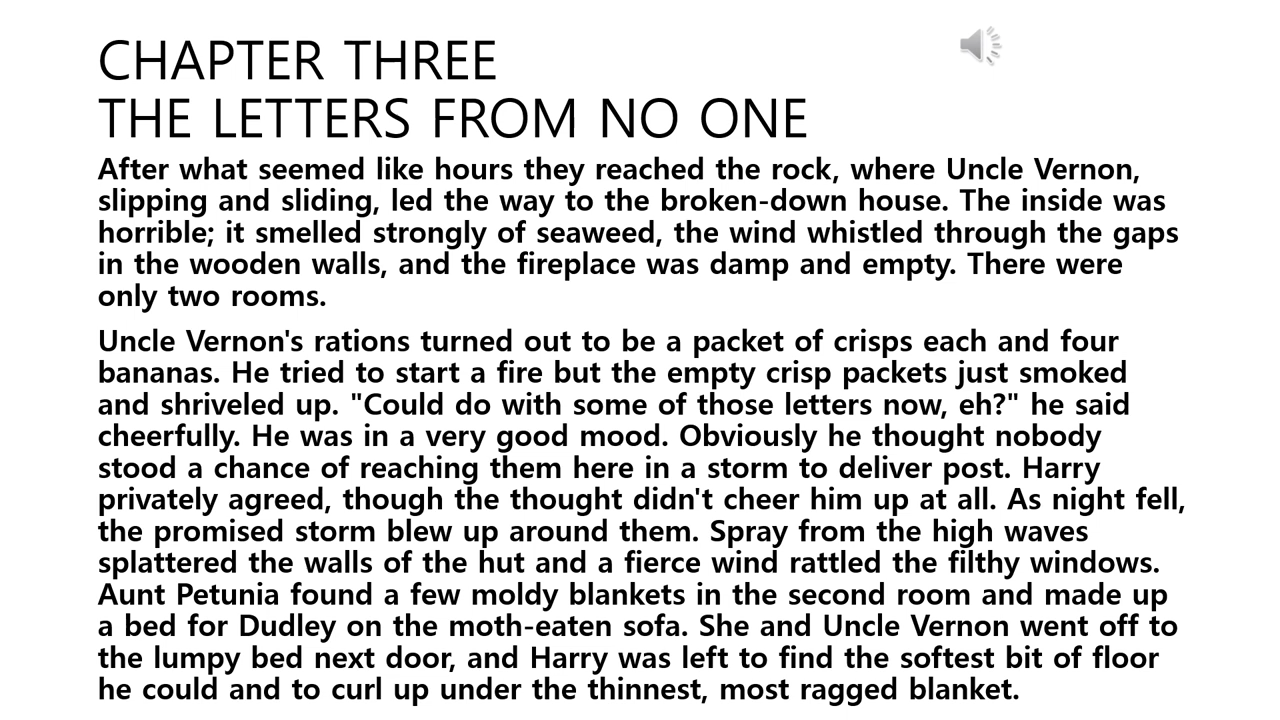 CHAPTER THREE
THE LETTERS FROM NO ONE
After what seemed like hours they reached the rock, where Uncle Vernon,
slipping and sliding, led the way to the broken-down house. The inside was
horrible; it smelled strongly of seaweed, the wind whistled through the gaps
in the wooden walls, and the fireplace was damp and empty. There were
only two rooms.
Uncle Vernon's rations turned out to be a packet of crisps each and four
bananas. He tried to start a fire but the empty crisp packets just smoked
and shriveled up. "Could do with some of those letters now, eh?" he said
cheerfully. He was in a very good mood. Obviously he thought nobody
stood a chance of reaching them here in a storm to deliver post. Harry
privately agreed, though the thought didn't cheer him up at all. As night fell,
the promised storm blew up around them. Spray from the high waves
splattered the walls of the hut and a fierce wind rattled the filthy windows.
Aunt Petunia found a few moldy blankets in the second room and made up
a bed for Dudley on the moth-eaten sofa. She and Uncle Vernon went off to
the lumpy bed next door, and Harry was left to find the softest bit of floor
he could and to curl up under the thinnest, most ragged blanket.